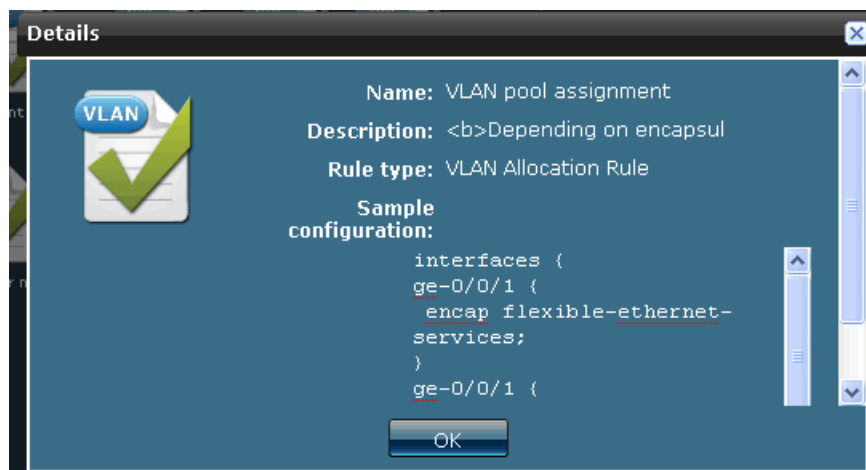 Details
VLAN
Name: VLAN pool assignment
Description: <b>Depending on encapsul
Rule type: VLAN Allocation Rule
Sample
configuration:
interfaces {
ge-0/0/1 {
encap flexible-ethernet-
services;
}
ge-0/0/1 {
OK
nt
r n